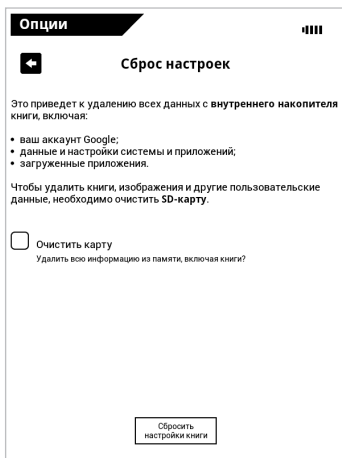 Опции
Сброс настроек
Это приведет к удалению всех данных с внутреннего накопителя
книги, включая:
• ваш аккаунт Google;
• данные и настройки системы и приложений;
• загруженные приложения.
Чтобы удалить книги, изображения и другие пользовательские
данные, необходимо очистить SD-карту.
Очистить карту
Удалить всю информацию из памяти, включая книги?
Сбросить
настройки книги